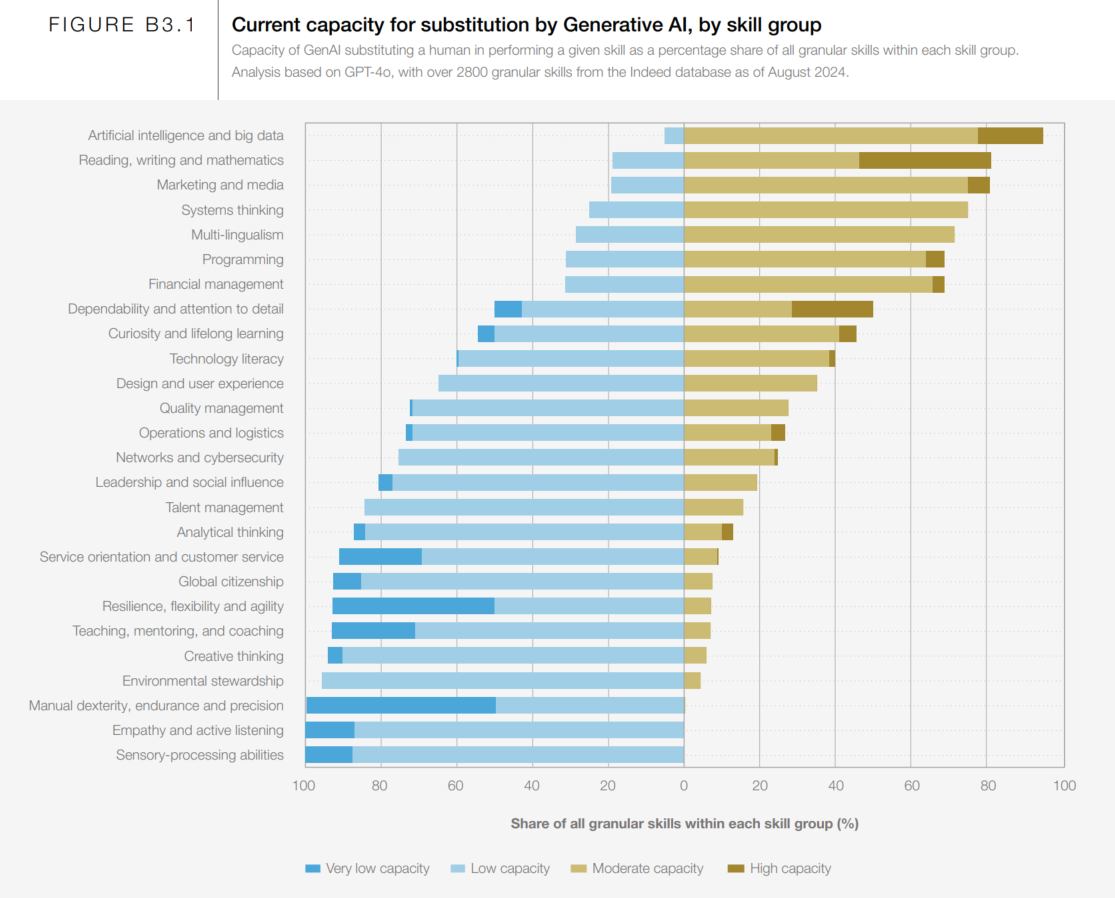 FIGURE B3.1
Current capacity for substitution by Generative AI, by skill group
Capacity of GenAI substituting a human in performing a given skill as a percentage share of all granular skills within each skill group.
Analysis based on GPT-4o, with over 2800 granular skills from the Indeed database as of August 2024.
Artificial intelligence and big data
Reading, writing and mathematics
Marketing and media
Systems thinking
Multi-lingualism
Programming
Financial management
Dependability and attention to detail
Curiosity and lifelong learning
Technology literacy
Design and user experience
Quality management
Operations and logistics
Networks and cybersecurity
Leadership and social influence
Talent management
Analytical thinking
Service orientation and customer service
Global citizenship
Resilience, flexibility and agility
Teaching, mentoring, and coaching
Creative thinking
Environmental stewardship
Manual dexterity, endurance and precision
Empathy and active listening
Sensory-processing abilities
100 80 60 40 20 0 20 40 60 80 100
Share of all granular skills within each skill group (%)
Very low capacity Low capacity Moderate capacity High capacity